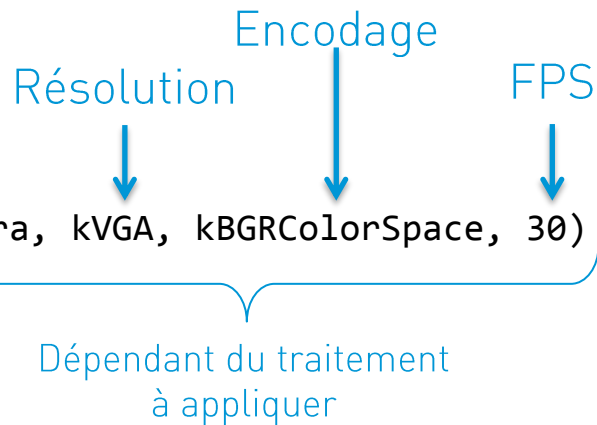 Encodage
Résolution
FPS
ra, kVGA, kBGRColorSpace, 30)
Dépendant du traitement
à appliquer